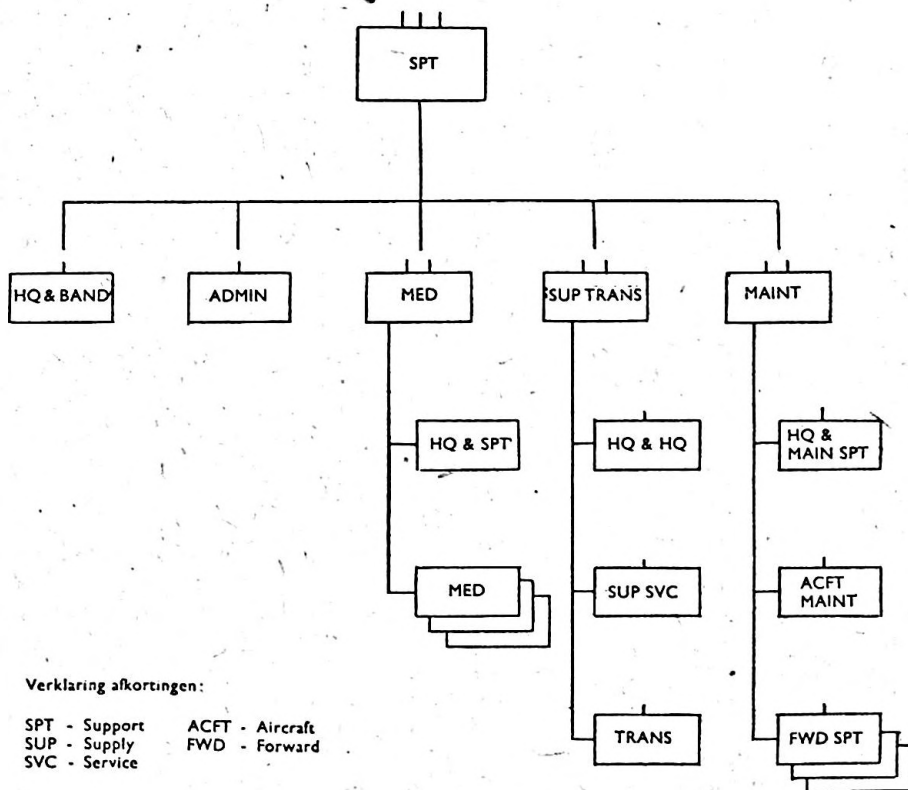 SPT
HQ & BAND
ADMIN
MED
SUP TRANS
MAINT
HQ & SPT
HQ & HQ
HQ &
MAIN SPT
MED
SUP SVC
ACFT
MAINT
TRANS
FWD SPT
Verklaring afkortingen:
SPT - Support
SUP - Supply
SVC - Service
ACFT - Aircraft
FWD - Forward